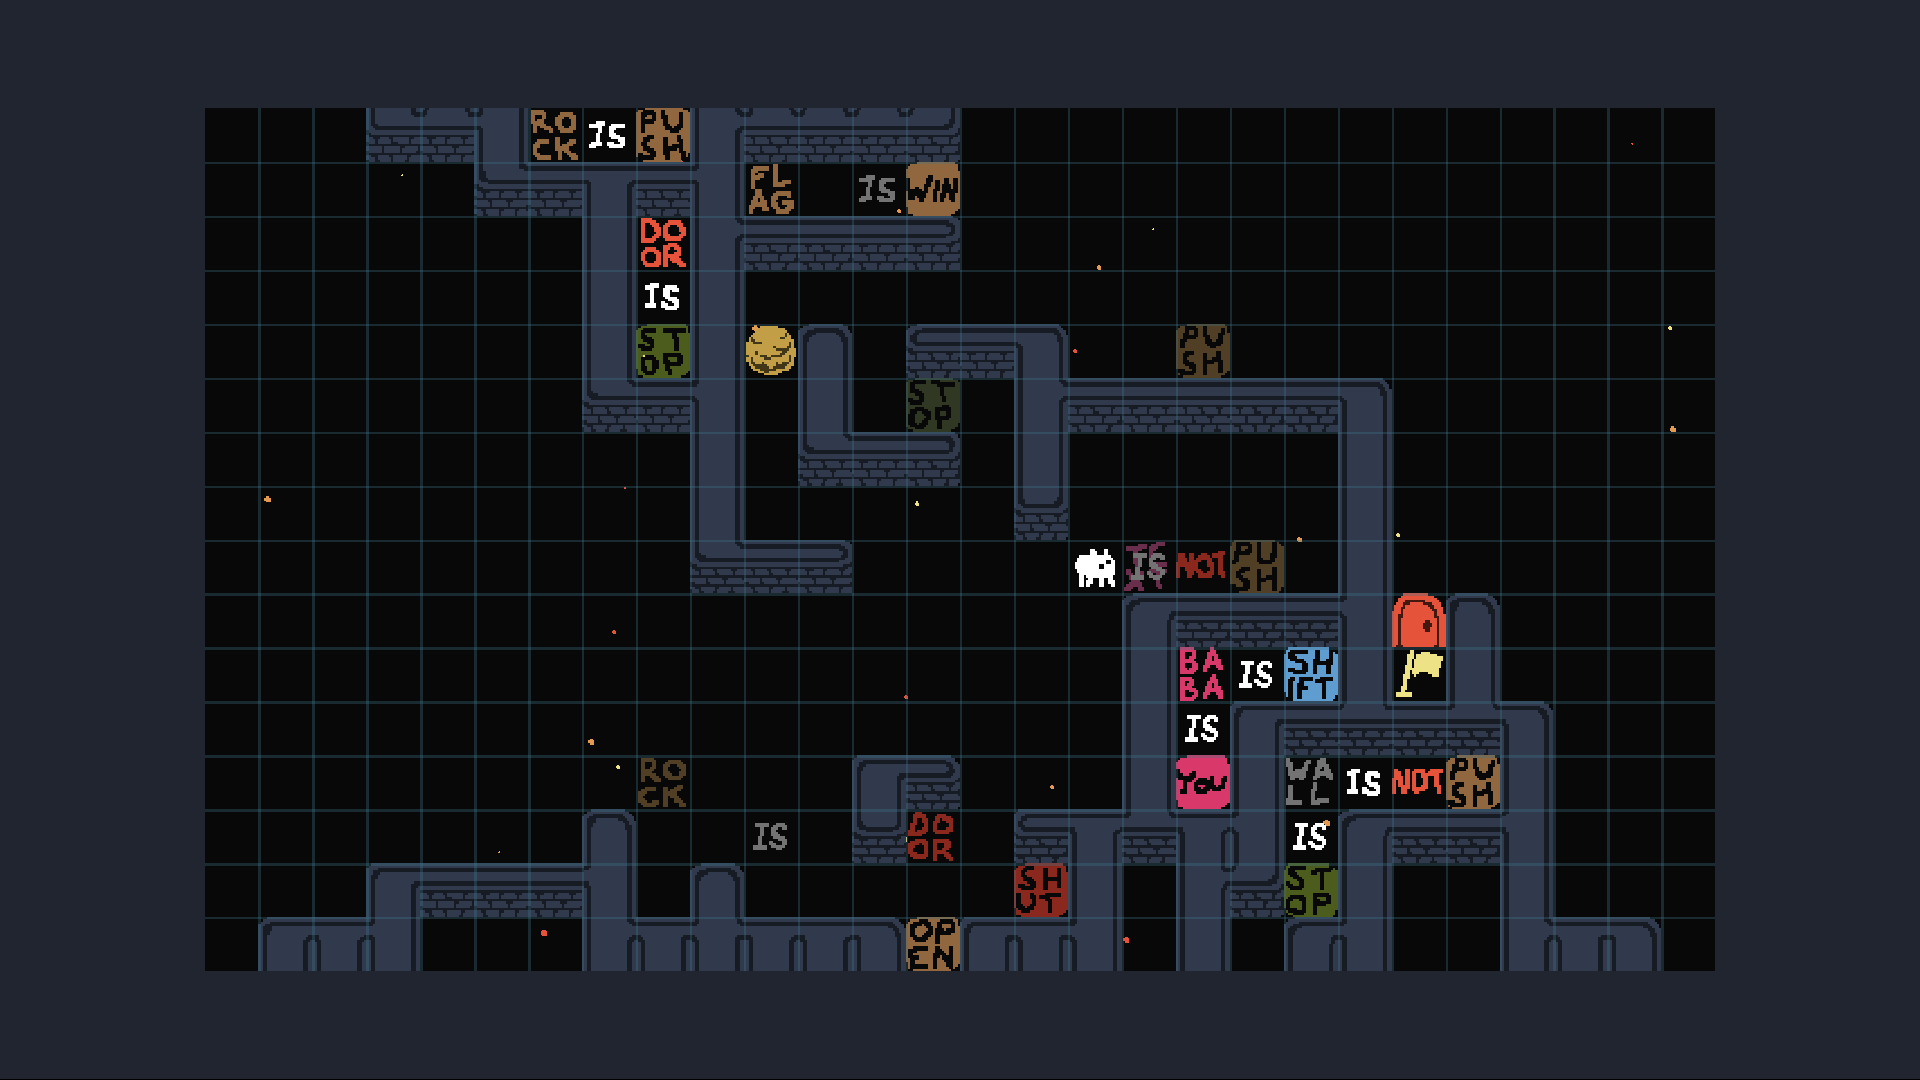 ROCK IS PUSH
FLAG IS WIN
DOOR
IS
STOP
PUSH
STOP
IS NOT PUSH
BABA IS SHIFT
IS
YOU
WALL IS NOT PUSH
ROCK
IS
DOOR
IS
SHUT
STOP
OPEN